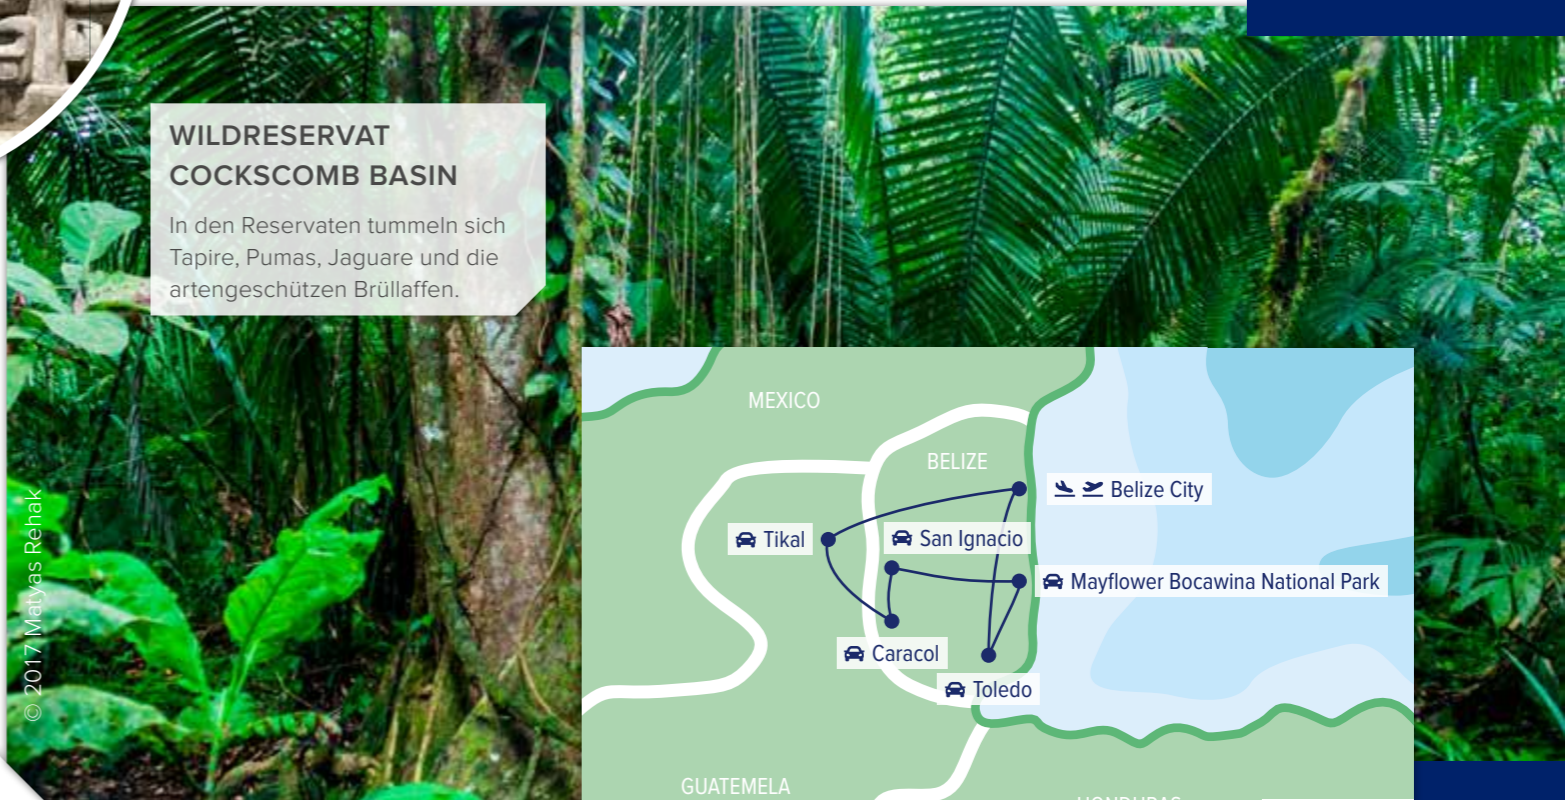 WILDRESERVAT
COCKSCOMB BASIN
In den Reservaten tummeln sich
Tapire, Pumas, Jaguare und die
artengeschützen Brüllaffen.
© 2017 Matyas Rehak
MEXICO
BELIZE
Belize City
Tikal
San Ignacio
Mayflower Bocawina National Park
Caracol
Toledo
GUATEMELA
HONDURAS